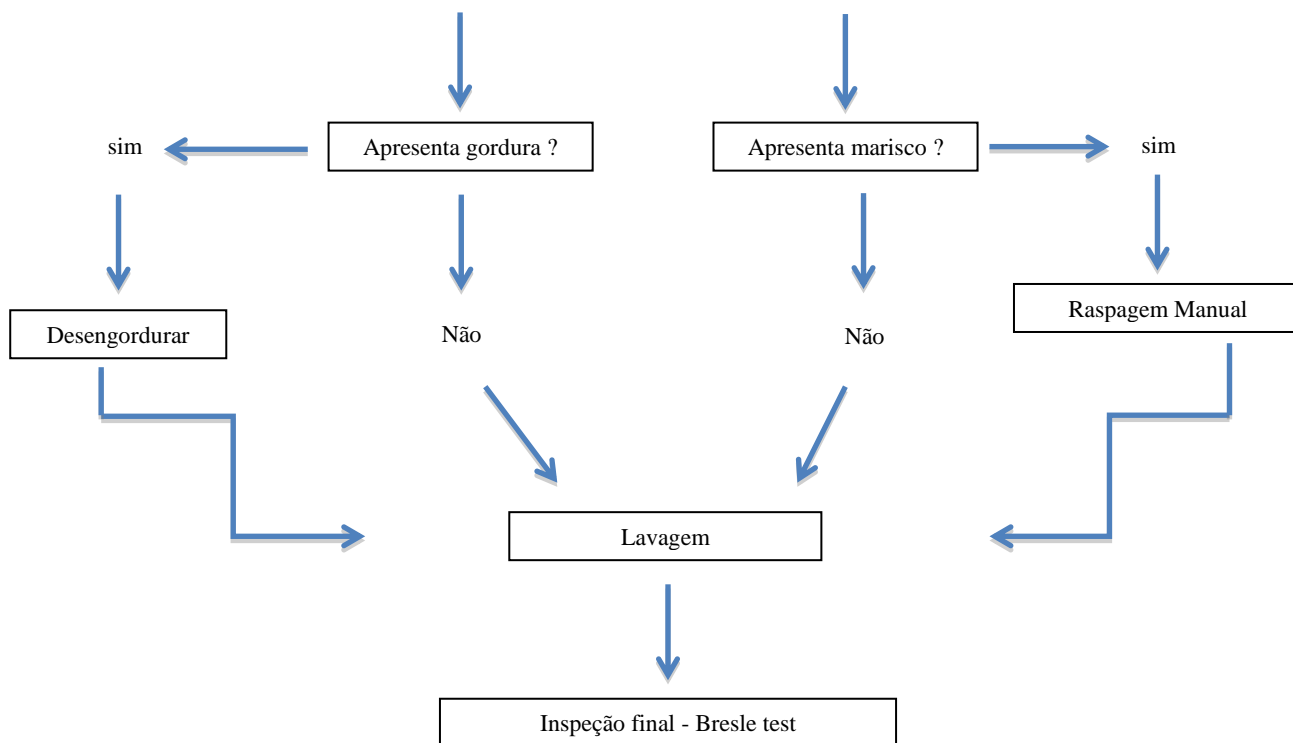 sim
Apresenta gordura ?
Apresenta marisco ?
sim
Desengordurar
Não
Não
Raspagem Manual
Lavagem
Inspeção final - Bresle test